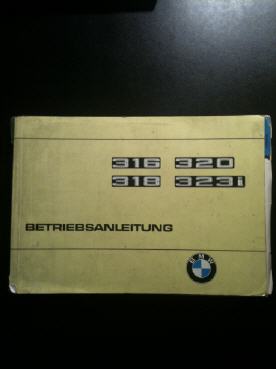 316 320
318 323i
BETRIEBSANLEITUNG
BMW